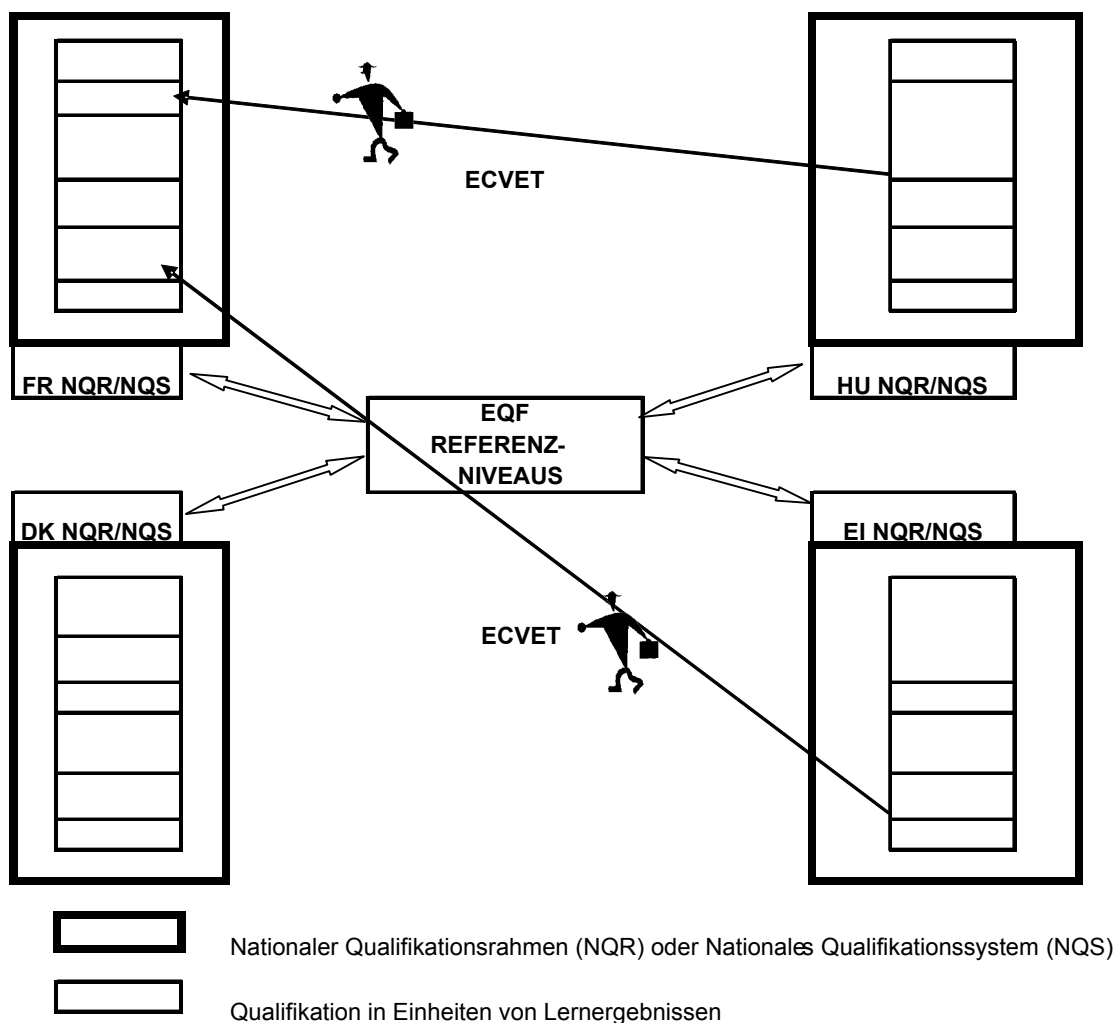 ECVET
FR NQR/NQS
HU NQR/NQS
EQF
REFERENZ-
NIVEAUS
DK NQR/NQS
EI NQR/NQS
ECVET
Nationaler Qualifikationsrahmen (NQR) oder Nationales Qualifikationssystem (NQS)
Qualifikation in Einheiten von Lernergebnissen